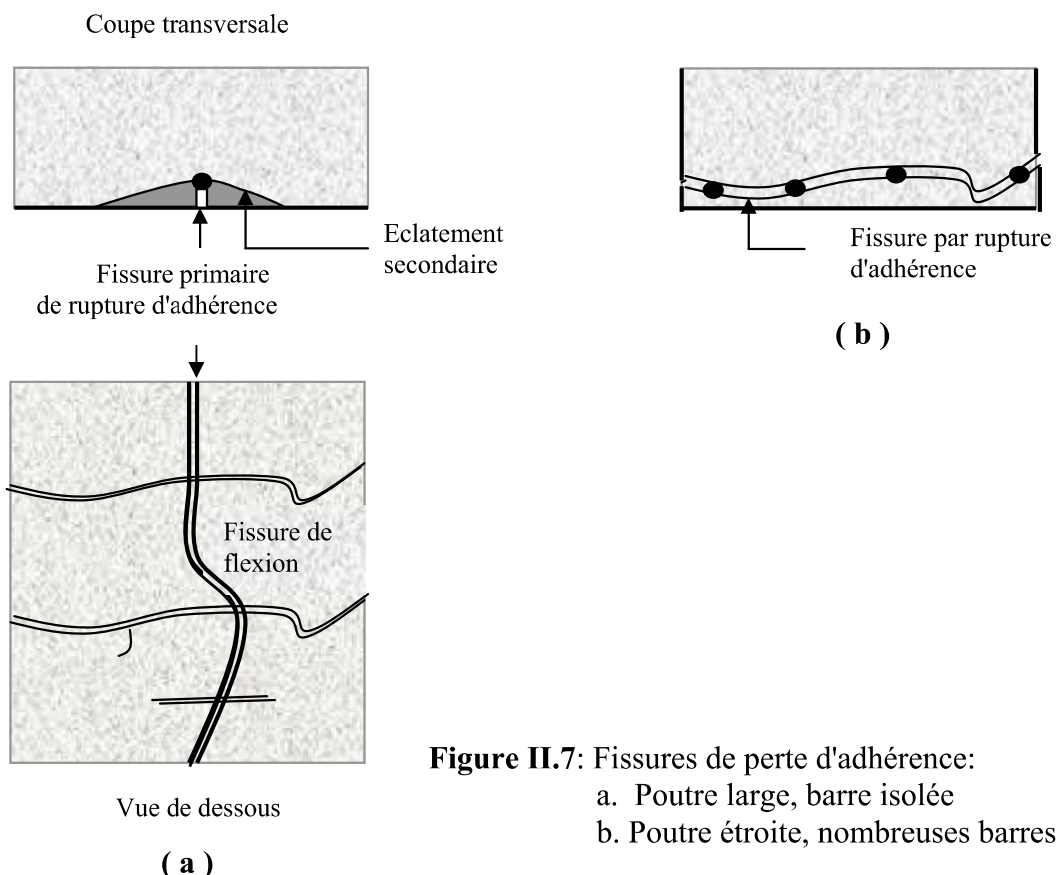 Coupe transversale
Eclatement
secondaire
Fissure primaire
de rupture d'adhérence
Fissure de
flexion
Vue de dessous
( a )
Fissure par rupture
d'adhérence
( b )
Figure II.7: Fissures de perte d'adhérence:
a. Poutre large, barre isolée
b. Poutre étroite, nombreuses barres